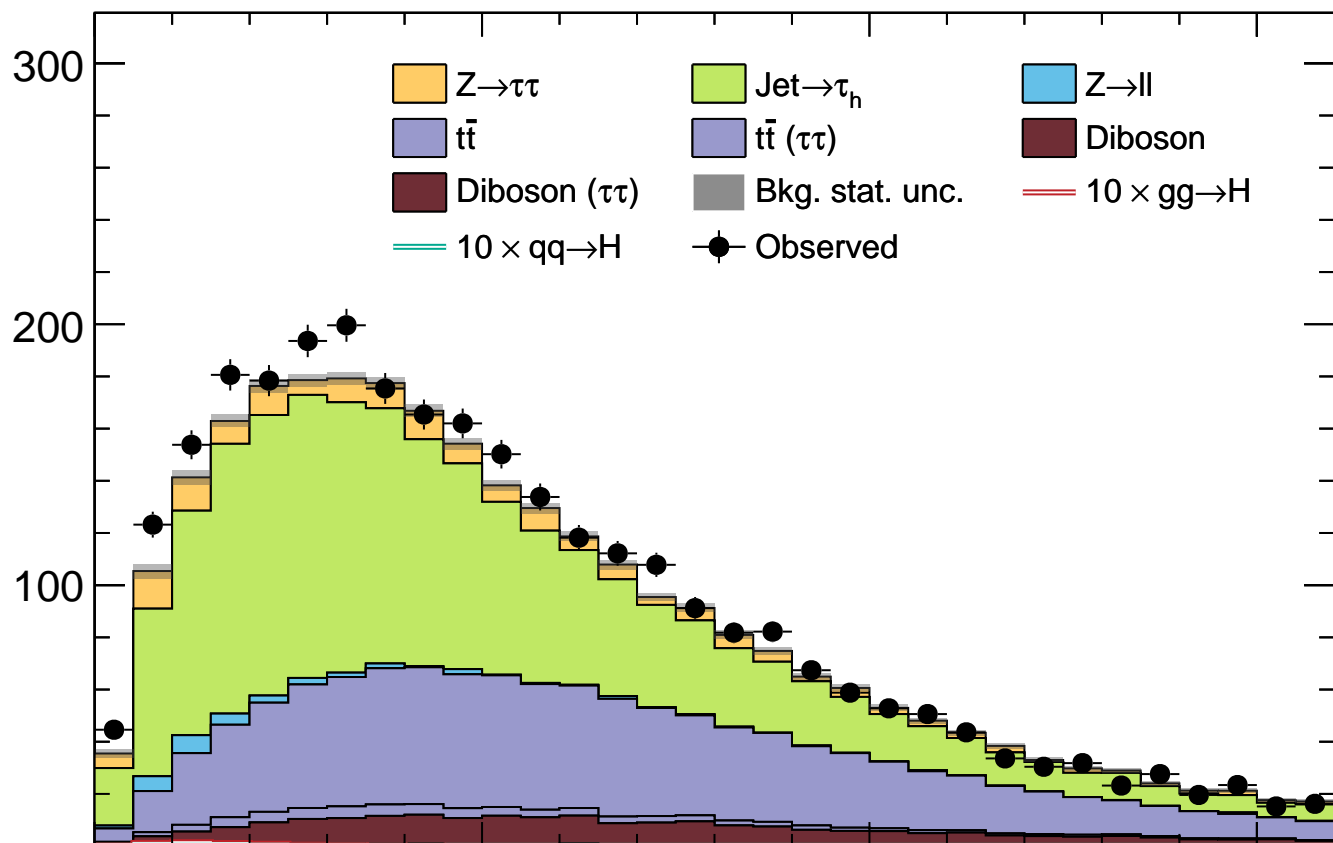 300
Z→ττ Jet→τh Z→ll
tt̄ tt̄ (ττ) Diboson
Diboson (ττ) Bkg. stat. unc. 10 × gg→H
10 × qq→H Observed
200
100